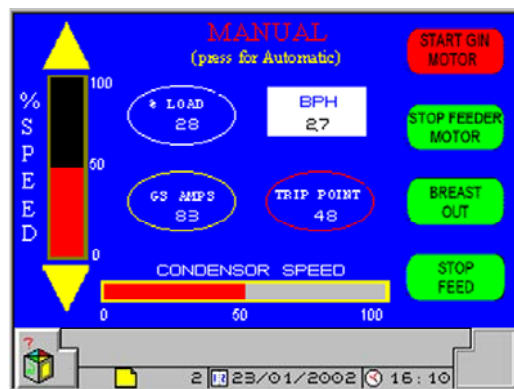 MANUAL
(press for Automatic)
START GIN
MOTOR
% SPEED
100
50
0
% LOAD
28
BPH
27
STOP FEEDER
MOTOR
GS AMPS
83
TRIP POINT
48
BREAST
OUT
CONDENSOR SPEED
0
50
100
STOP
FEED
?
2
23/01/2002
16:10